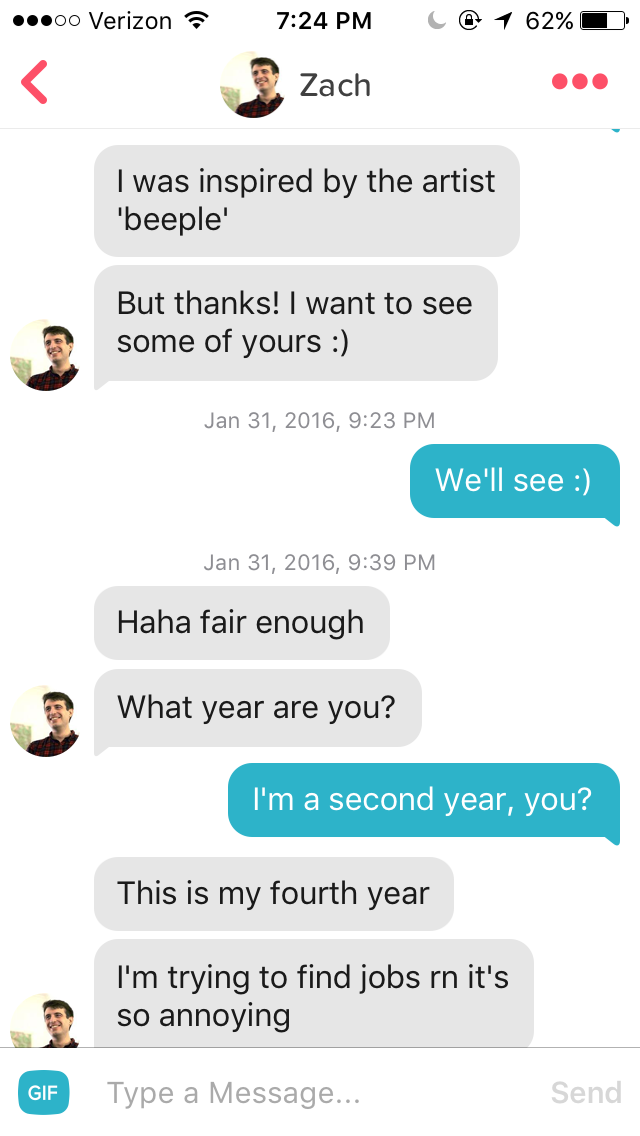 Verizon 7:24 PM 62%
Zach
I was inspired by the artist
'beeple'
But thanks! I want to see
some of yours :)
Jan 31, 2016, 9:23 PM
We'll see :)
Jan 31, 2016, 9:39 PM
Haha fair enough
What year are you?
I'm a second year, you?
This is my fourth year
I'm trying to find jobs rn it's
so annoying
GIF Type a Message... Send